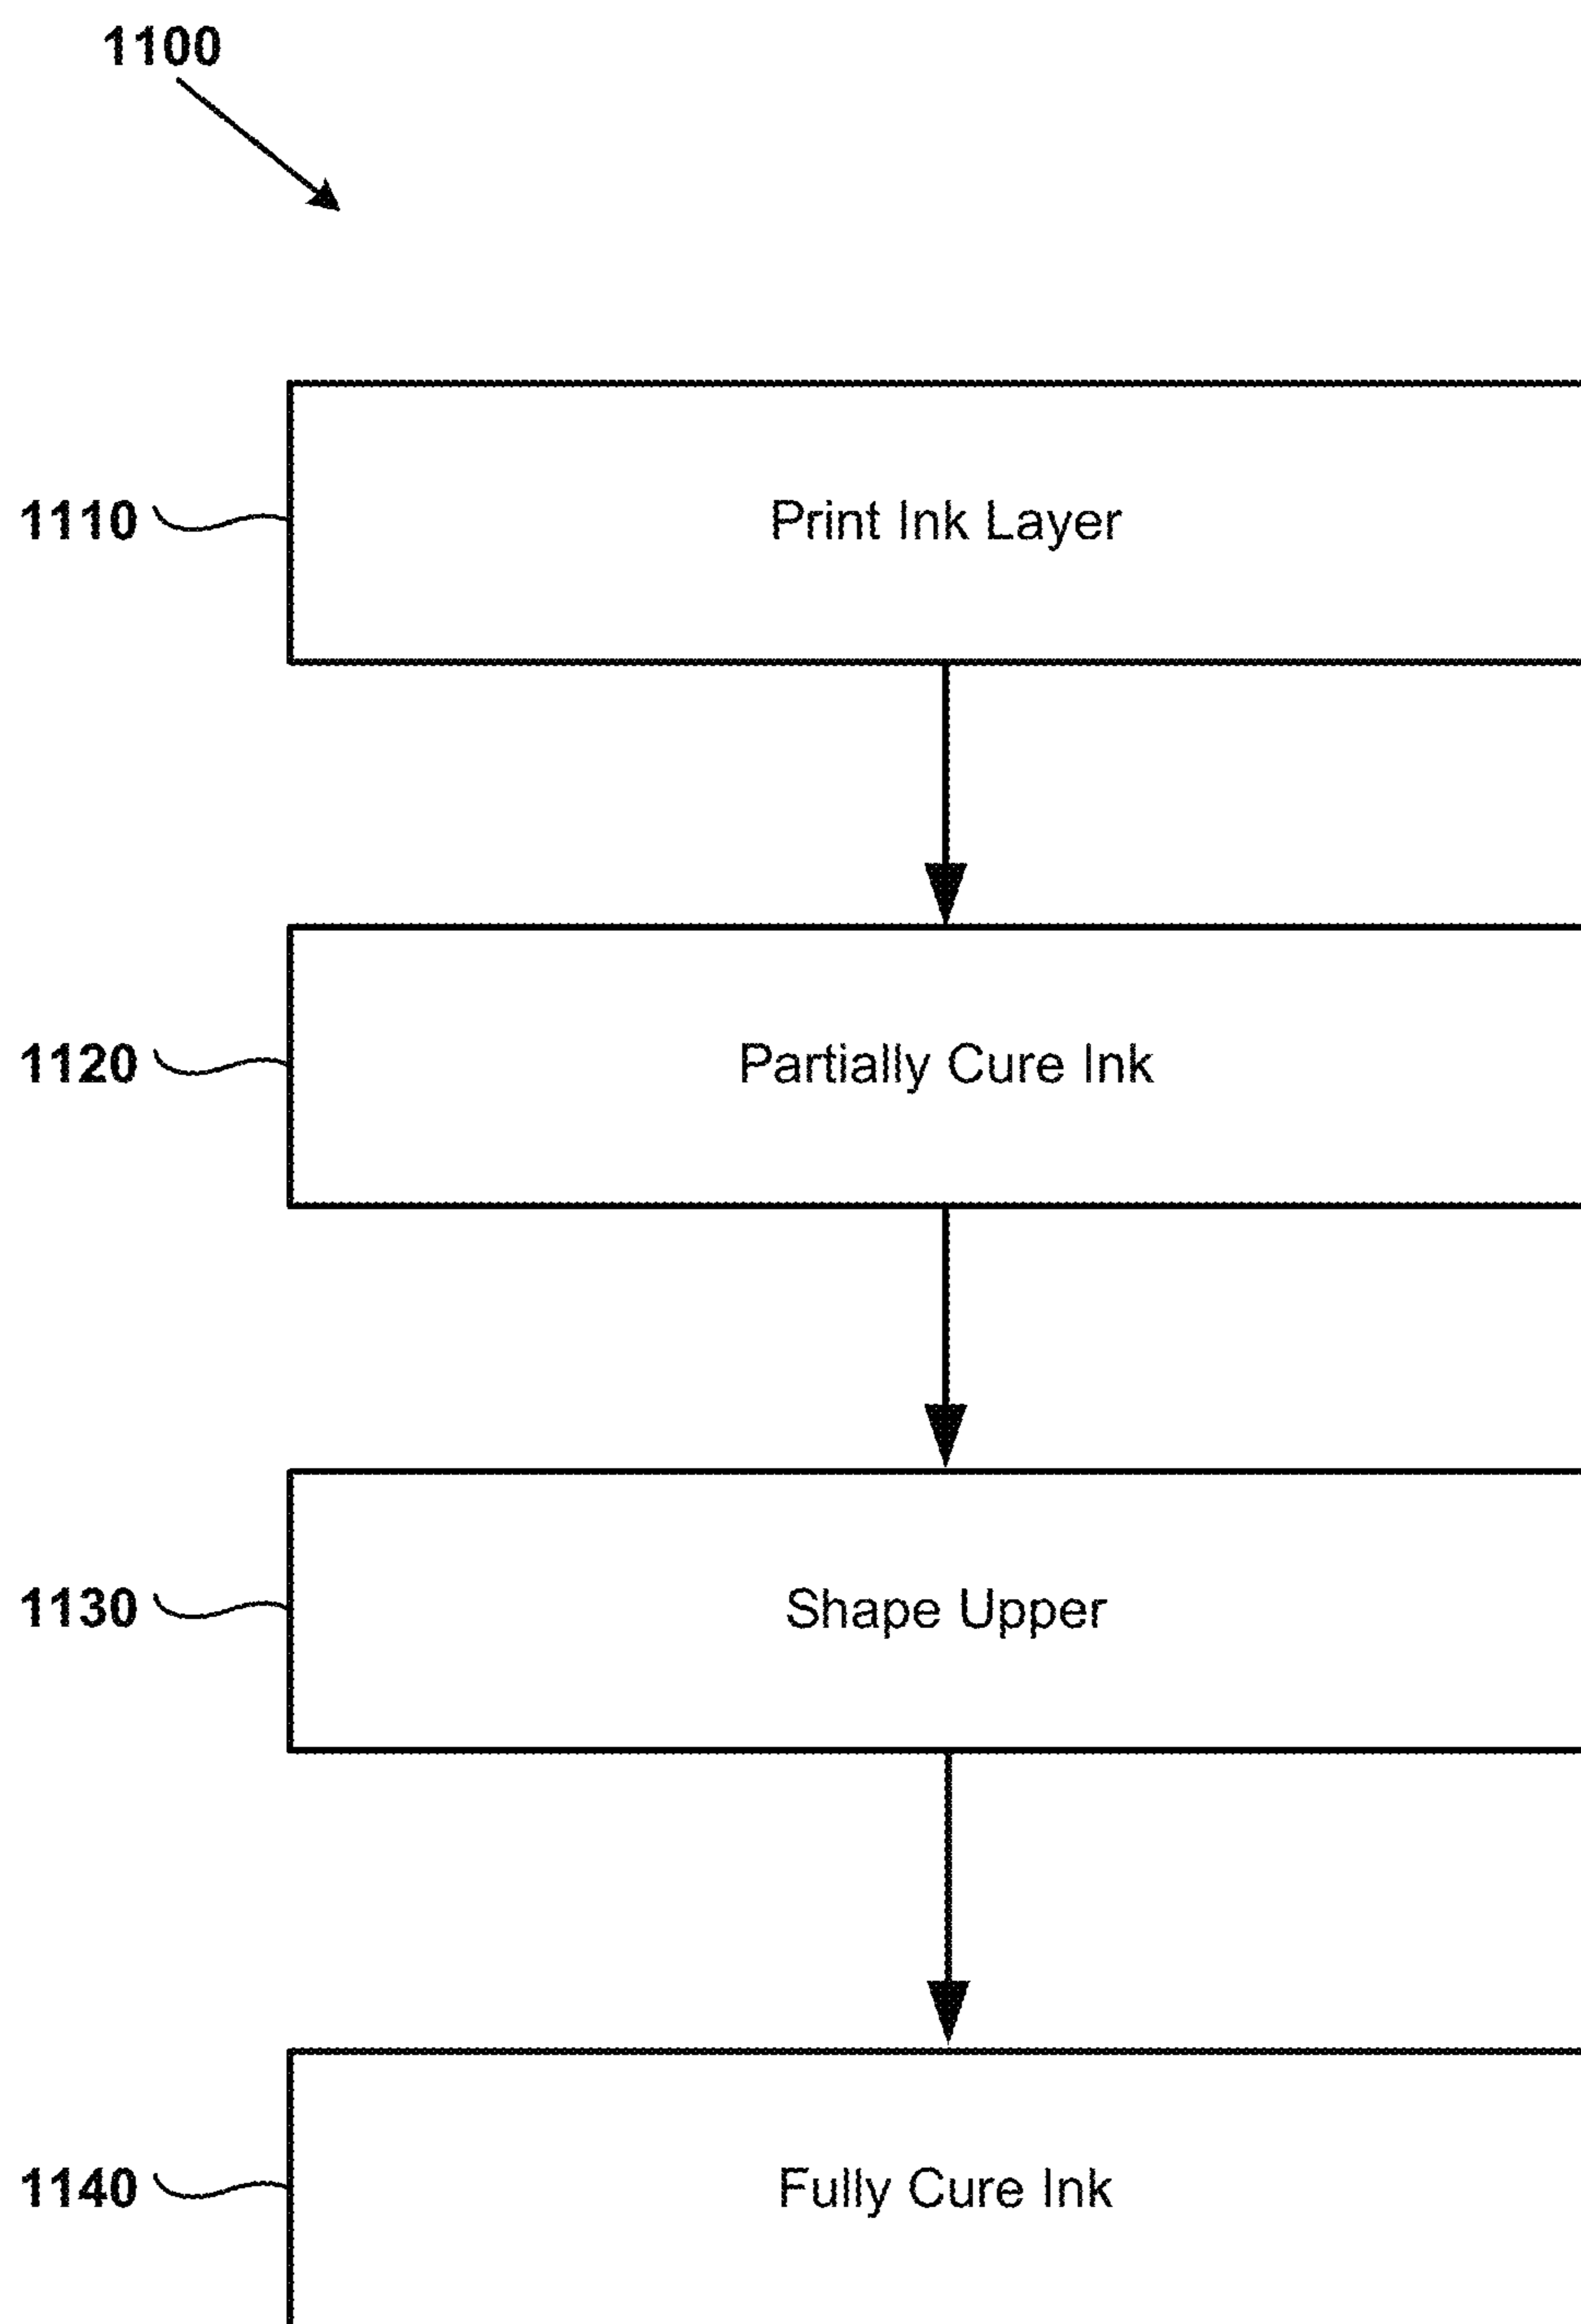 1100
1110 Print Ink Layer
1120 Partially Cure Ink
1130 Shape Upper
1140 Fully Cure Ink